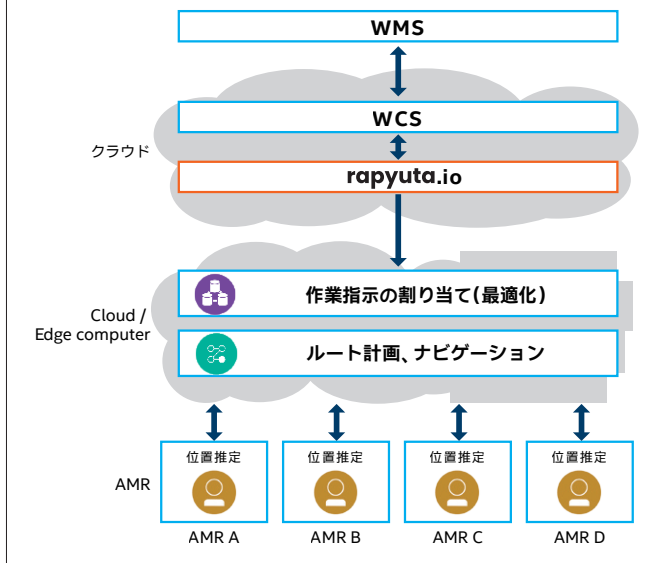 WMS
WCS
クラウド
rapyuta.io
作業指示の割り当て(最適化)
Cloud /
Edge computer
ルート計画、ナビゲーション
位置推定 位置推定 位置推定 位置推定
AMR
AMR A AMR B AMR C AMR D